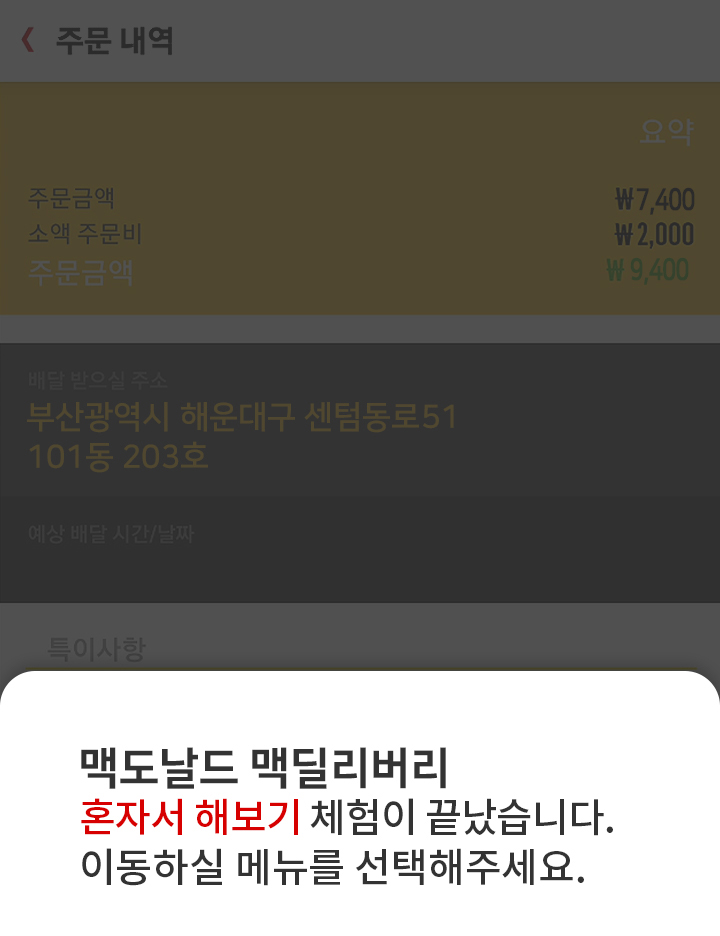 주문 내역
요약
주문금액 ₩7,400
소액 주문비 ₩2,000
주문금액 ₩ 9,400
배달 받으실 주소
부산광역시 해운대구 센텀동로51
101동 203호
예상 배달 시간/날짜
특이사항
맥도날드 맥딜리버리
혼자서 해보기 체험이 끝났습니다.
이동하실 메뉴를 선택해주세요.